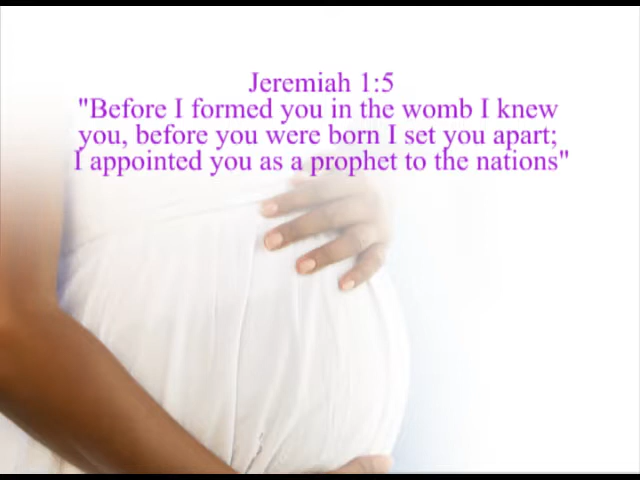 Jeremiah 1:5
"Before I formed you in the womb I knew
you, before you were born I set you apart;
I appointed you as a prophet to the nations"